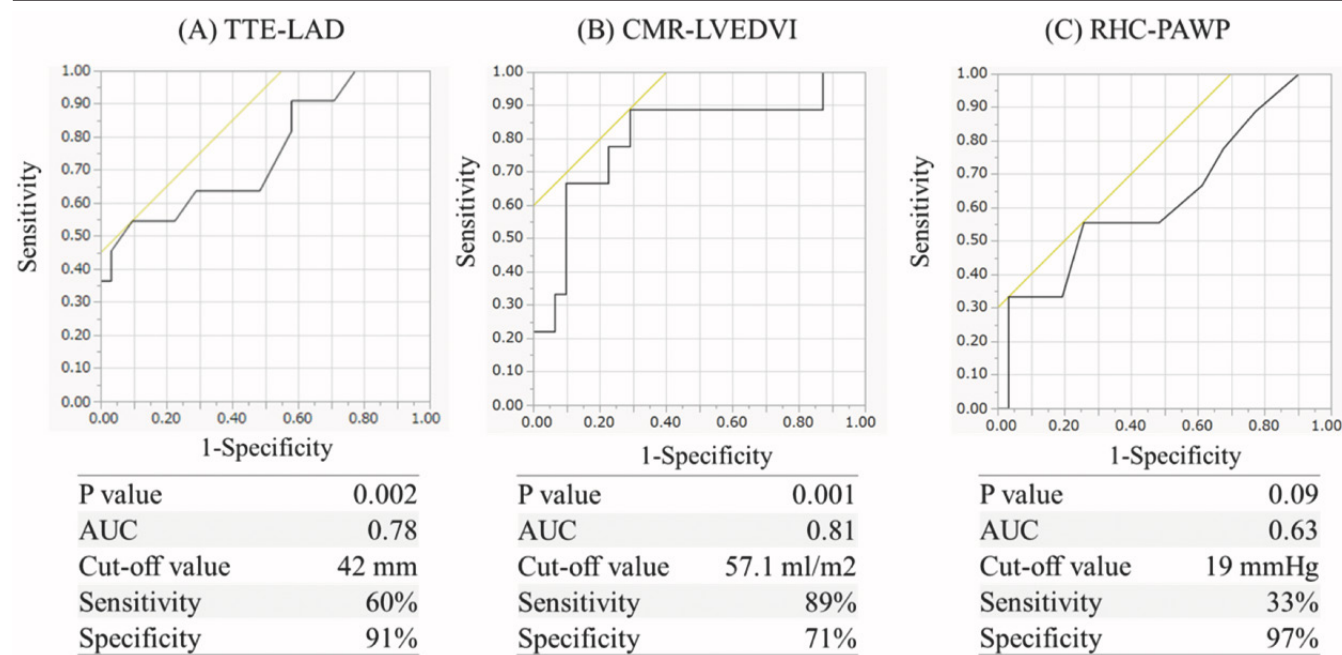 (A) TTE-LAD
(B) CMR-LVEDVI
(C) RHC-PAWP
Sensitivity
1.00
0.90
0.80
0.70
0.60
0.50
0.40
0.30
0.20
0.10
0.00
0.00 0.20 0.40 0.60 0.80 1.00
1-Specificity
Sensitivity
1.00
0.90
0.80
0.70
0.60
0.50
0.40
0.30
0.20
0.10
0.00
0.00 0.20 0.40 0.60 0.80 1.00
1-Specificity
Sensitivity
1.00
0.90
0.80
0.70
0.60
0.50
0.40
0.30
0.20
0.10
0.00
0.00 0.20 0.40 0.60 0.80 1.00
1-Specificity
P value 0.002
AUC 0.78
Cut-off value 42 mm
Sensitivity 60%
Specificity 91%
P value 0.001
AUC 0.81
Cut-off value 57.1 ml/m2
Sensitivity 89%
Specificity 71%
P value 0.09
AUC 0.63
Cut-off value 19 mmHg
Sensitivity 33%
Specificity 97%